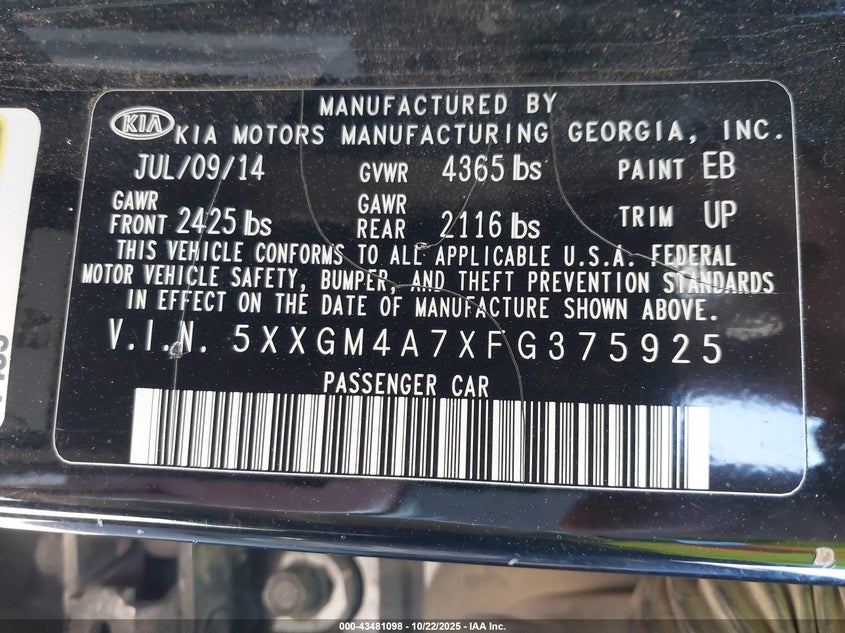 MANUFACTURED BY
KIA KIA MOTORS MANUFACTURING GEORGIA, INC.
JUL/09/14 GVWR 4365 lbs PAINT EB
GAWR FRONT 2425 lbs GAWR REAR 2116 lbs TRIM UP
THIS VEHICLE CONFORMS TO ALL APPLICABLE U.S.A. FEDERAL
MOTOR VEHICLE SAFETY, BUMPER, AND THEFT PREVENTION STANDARDS
IN EFFECT ON THE DATE OF MANUFACTURE SHOWN ABOVE.
V.I.N. 5XXGM4A7XFG375925
PASSENGER CAR
000-43481098 - 10/22/2025 - IAA Inc.